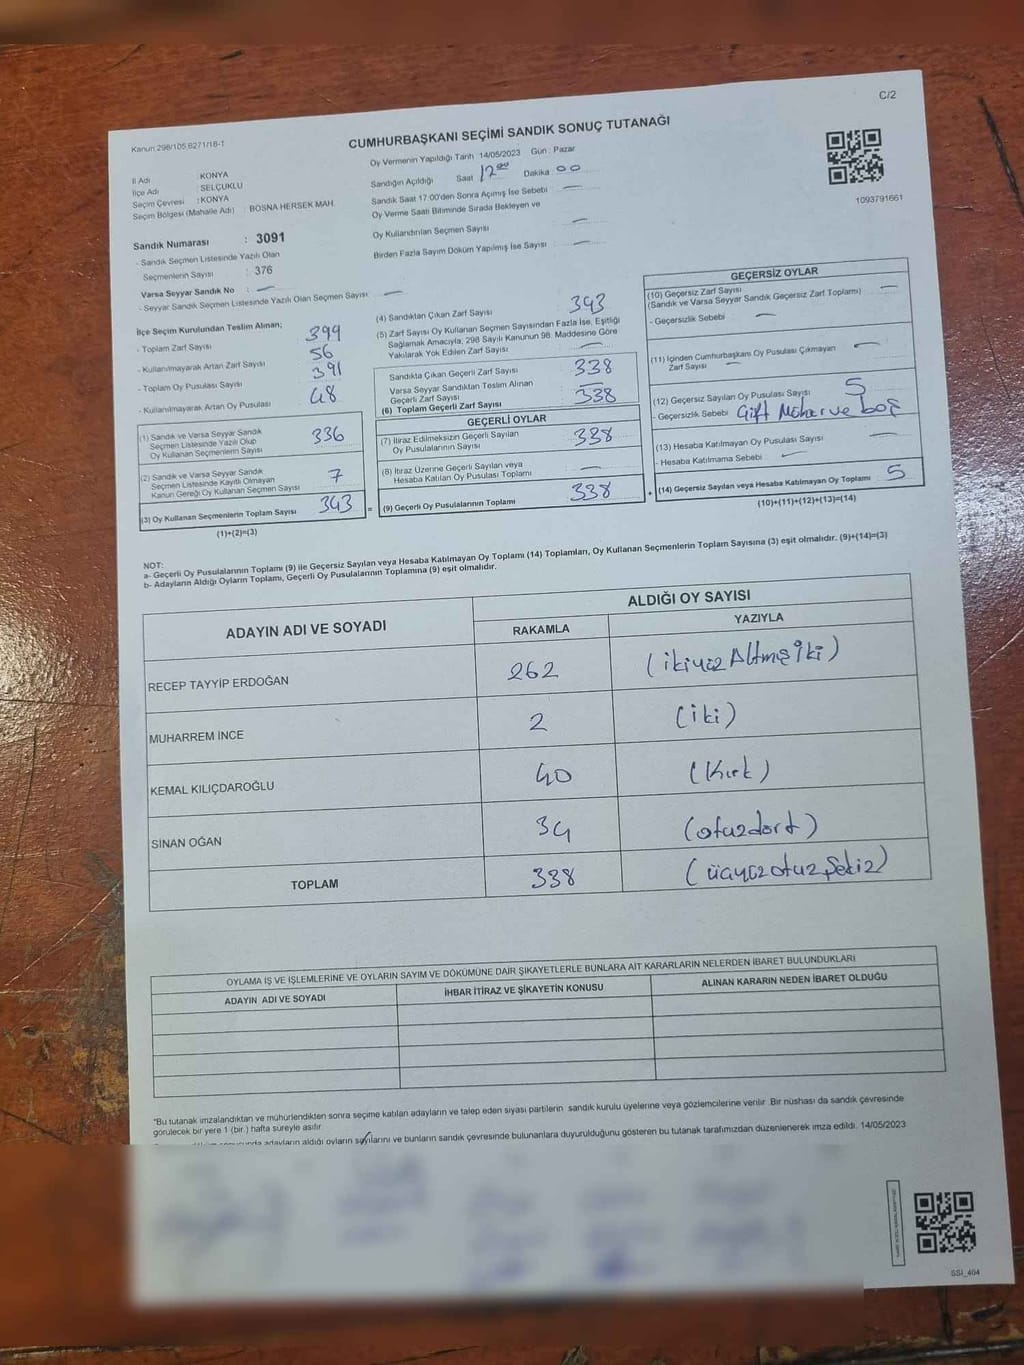 C/2
Kanun:298/105,6271/18-1
CUMHURBAŞKANI SEÇİMİ SANDIK SONUÇ TUTANAĞI
Oy Vermenin Yapıldığı Tarih 14/05/2023 Gün : Pazar
İl Adı : KONYA
İlçe Adı : SELÇUKLU
Seçim Çevresi : KONYA
Seçim Bölgesi (Mahalle Adı) : BOSNA HERSEK MAH.
Sandığın Açıldığı Saat 17 00 Dakika 00
Sandık Saat 17:00'den Sonra Açılmış İse Sebebi —
Oy Verme Saati Bitiminde Sırada Bekleyen ve
Oy Kullandırılan Seçmen Sayısı —
Birden Fazla Sayım Döküm Yapılmış İse Sayısı —
1093791661
Sandık Numarası : 3091
- Sandık Seçmen Listesinde Yazılı Olan
Seçmenlerin Sayısı : 376
Varsa Seyyar Sandık No : —
- Seyyar Sandık Seçmen Listesinde Yazılı Olan Seçmen Sayısı —
İlçe Seçim Kurulundan Teslim Alınan;
- Toplam Zarf Sayısı 399
- Kullanılmayarak Artan Zarf Sayısı 56
- Toplam Oy Pusulası Sayısı 391
- Kullanılmayarak Artan Oy Pusulası 48
(1) Sandık ve Varsa Seyyar Sandık
Seçmen Listesinde Yazılı Olup
Oy Kullanan Seçmenlerin Sayısı 336
(2) Sandık ve Varsa Seyyar Sandık
Seçmen Listesinde Kayıtlı Olmayan
Kanun Gereği Oy Kullanan Seçmen Sayısı 7
(3) Oy Kullanan Seçmenlerin Toplam Sayısı 343 =
(1)+(2)=(3)
(4) Sandıktan Çıkan Zarf Sayısı 343
(5) Zarf Sayısı Oy Kullanan Seçmen Sayısından Fazla İse, Eşitliği
Sağlamak Amacıyla, 298 Sayılı Kanunun 98. Maddesine Göre
Yakılarak Yok Edilen Zarf Sayısı —
Sandıkta Çıkan Geçerli Zarf Sayısı 338
Varsa Seyyar Sandıktan Teslim Alınan
Geçerli Zarf Sayısı —
(6) Toplam Geçerli Zarf Sayısı 338
GEÇERLİ OYLAR
(7) İtiraz Edilmeksizin Geçerli Sayılan
Oy Pusulalarının Sayısı 338
(8) İtiraz Üzerine Geçerli Sayılan veya
Hesaba Katılan Oy Pusulası Toplamı —
(9) Geçerli Oy Pusulalarının Toplamı 338 +
GEÇERSİZ OYLAR
(10) Geçersiz Zarf Sayısı
(Sandık ve Varsa Seyyar Sandık Geçersiz Zarf Toplamı) —
- Geçersizlik Sebebi —
(11) İçinden Cumhurbaşkanı Oy Pusulası Çıkmayan
Zarf Sayısı —
(12) Geçersiz Sayılan Oy Pusulası Sayısı 5
- Geçersizlik Sebebi Çift Mühür ve boş
(13) Hesaba Katılmayan Oy Pusulası Sayısı —
- Hesaba Katılmama Sebebi —
(14) Geçersiz Sayılan veya Hesaba Katılmayan Oy Toplamı 5
(10)+(11)+(12)+(13)=(14)
NOT:
a- Geçerli Oy Pusulalarının Toplamı (9) ile Geçersiz Sayılan veya Hesaba Katılmayan Oy Toplamı (14) Toplamları, Oy Kullanan Seçmenlerin Toplam Sayısına (3) eşit olmalıdır. (9)+(14)=(3)
b- Adayların Aldığı Oyların Toplamı, Geçerli Oy Pusulalarının Toplamına (9) eşit olmalıdır.
ADAYIN ADI VE SOYADI
ALDIĞI OY SAYISI
RAKAMLA YAZIYLA
RECEP TAYYİP ERDOĞAN 262 (ikiyüzAltmışİki)
MUHARREM İNCE 2 (iki)
KEMAL KILIÇDAROĞLU 40 (Kırk)
SİNAN OĞAN 34 (otuzdört)
TOPLAM 338 (üçyüzotuzsekiz)
OYLAMA İŞ VE İŞLEMLERİNE VE OYLARIN SAYIM VE DÖKÜMÜNE DAİR ŞİKAYETLERLE BUNLARA AİT KARARLARIN NELERDEN İBARET BULUNDUKLARI
ADAYIN ADI VE SOYADI İHBAR İTİRAZ VE ŞİKAYETİN KONUSU ALINAN KARARIN NEDEN İBARET OLDUĞU
*Bu tutanak imzalandıktan ve mühürlendikten sonra seçime katılan adayların ve talep eden siyasi partilerin sandık kurulu üyelerine veya gözlemcilerine verilir. Bir nüshası da sandık çevresinde
görülecek bir yere 1 (bir.) hafta süreyle asılır.
adayların aldığı oyların sayılarını ve bunların sandık çevresinde bulunanlara duyurulduğunu gösteren bu tutanak tarafımızdan düzenlenerek imza edildi. 14/05/2023
SSİ_404